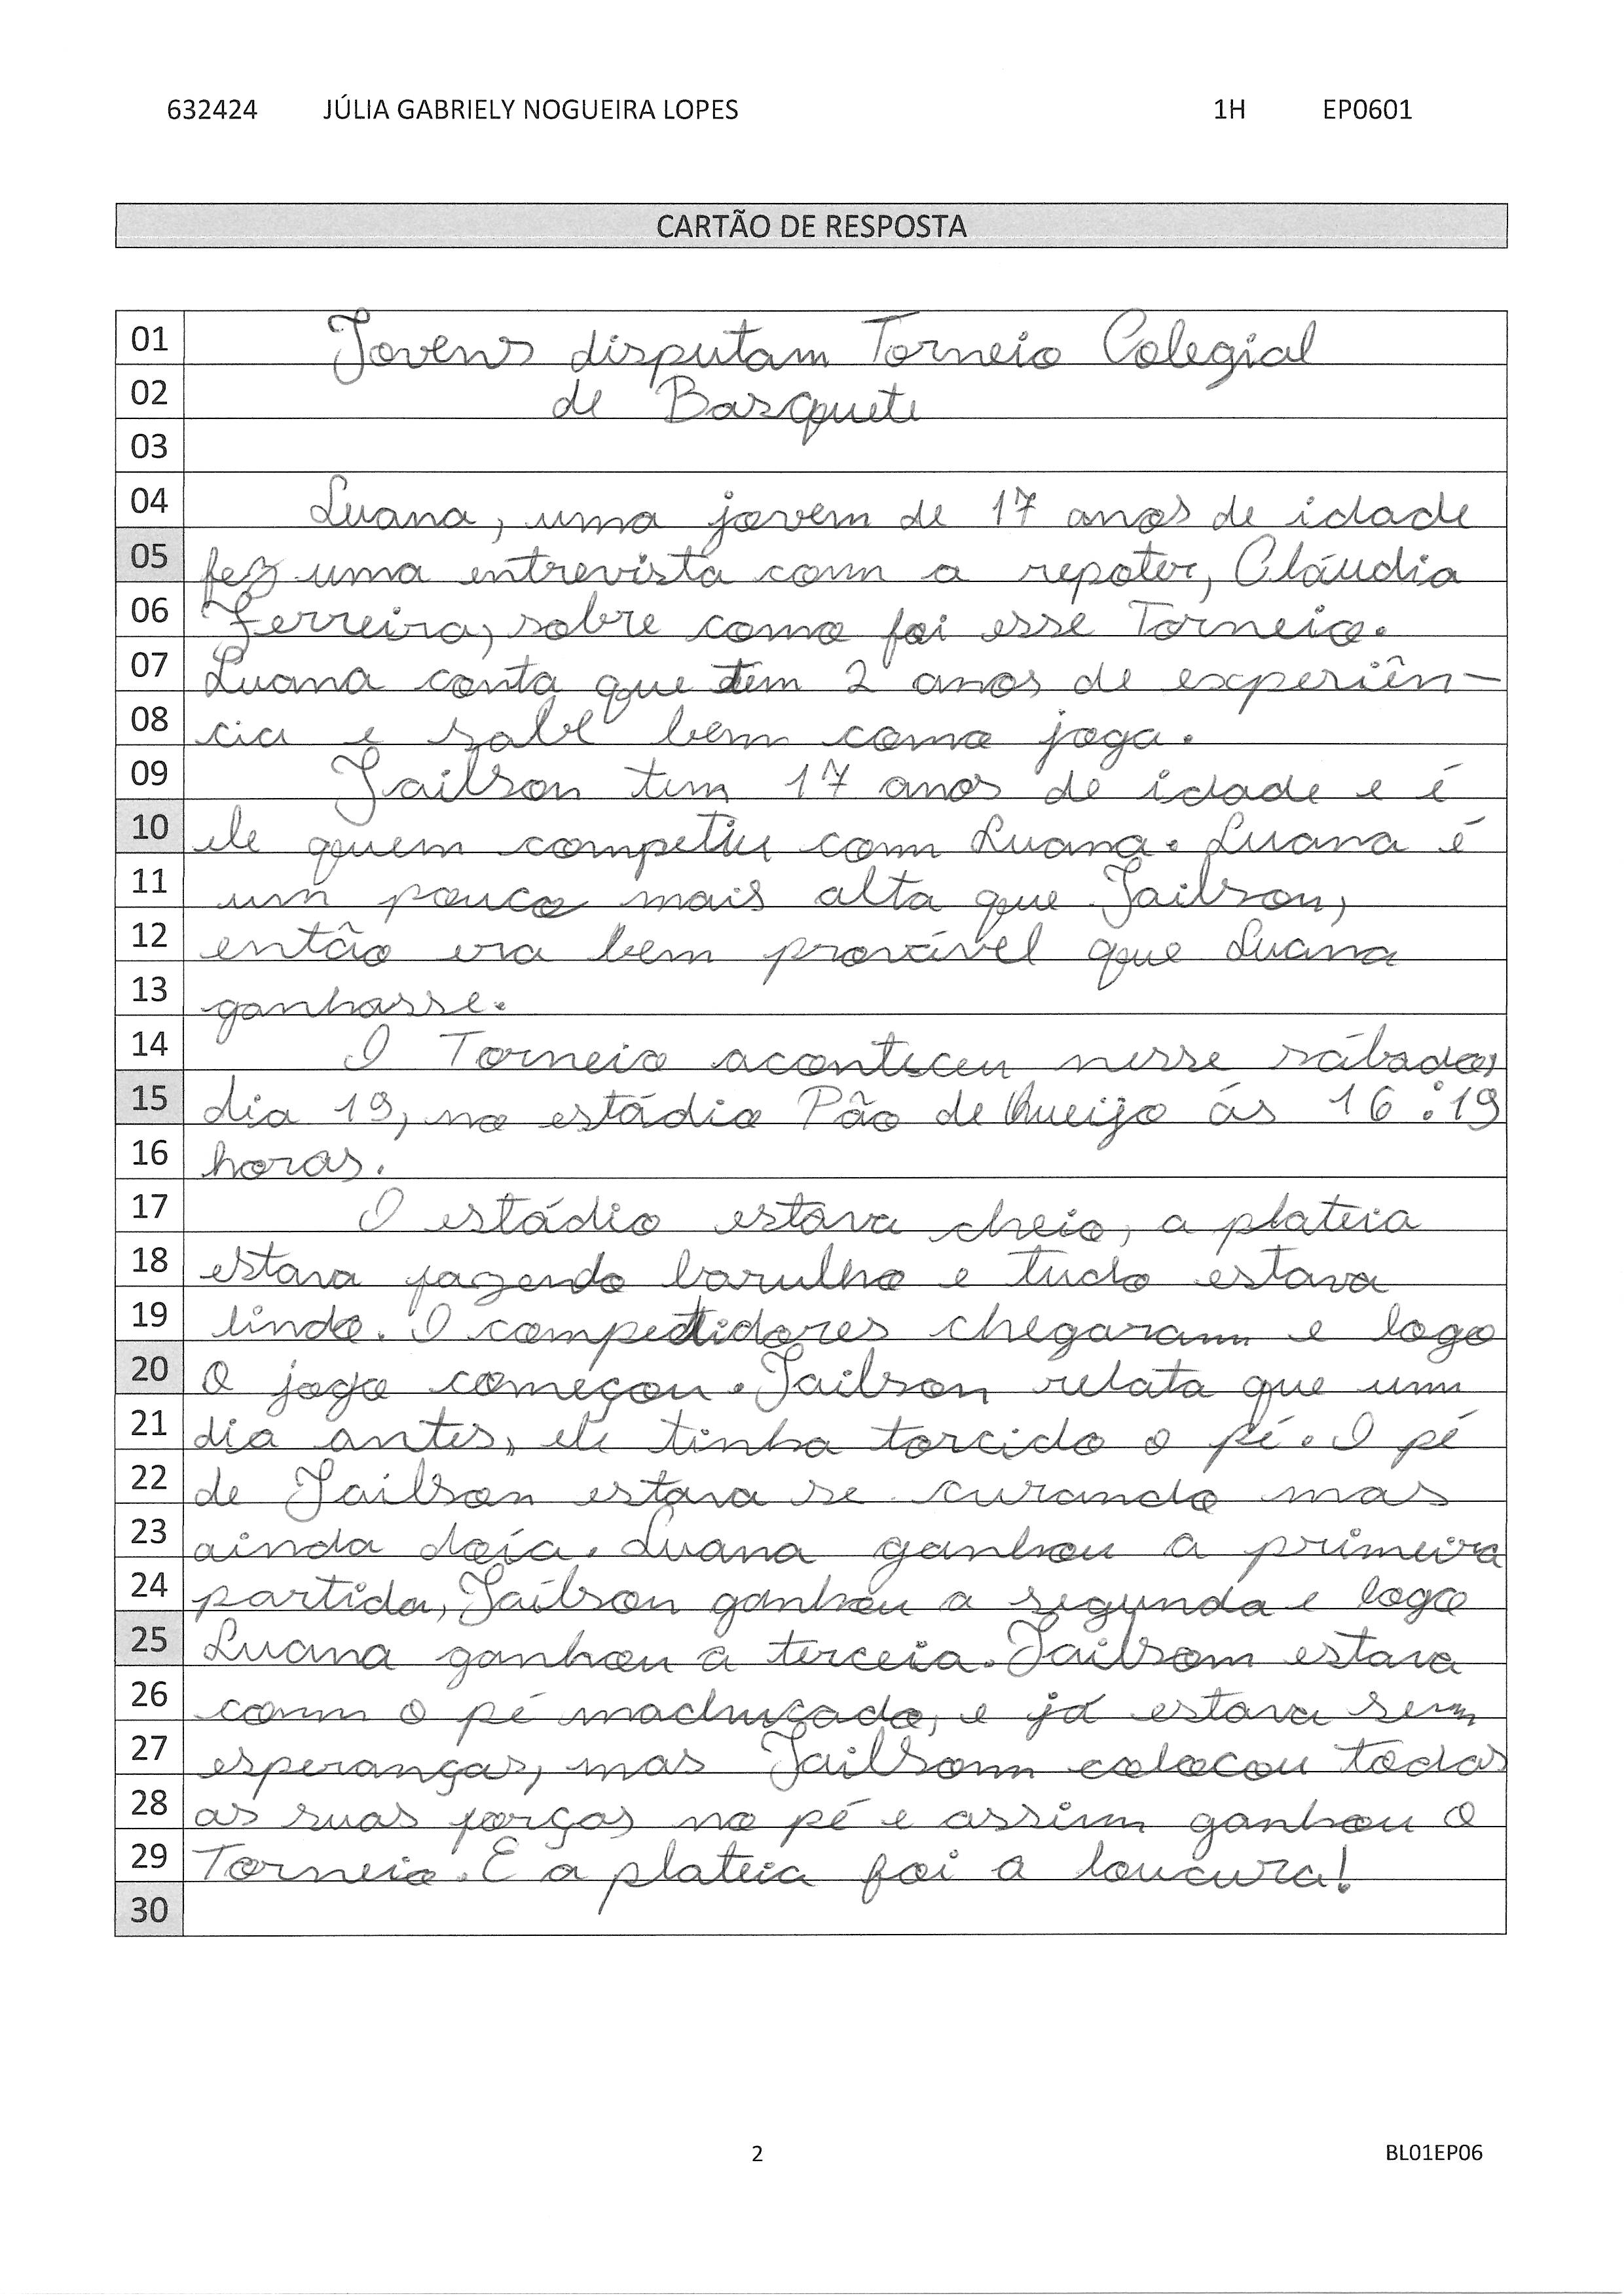 632424 JÚLIA GABRIELY NOGUEIRA LOPES 1H EP0601
CARTÃO DE RESPOSTA
01 Jovens disputam Torneio Colegial
02 de Basquete
03
04 Luana, uma jovem de 17 anos de idade
05 fez uma entrevista com a repoter, Cláudia
06 Ferreira, sobre como foi esse Torneio.
07 Luana conta que tem 2 anos de experiên-
08 cia e sabe bem como joga.
09 Jailson tem 17 anos de idade e é
10 ele quem competiu com Luana. Luana é
11 um pouco mais alta que Jailson,
12 então era bem provável que Luana
13 ganhasse.
14 O Torneio aconteceu nesse sábado,
15 dia 19, no estádio Pão de Queijo ás 16:19
16 horas.
17 O estádio estava cheio, a plateia
18 estava fazendo barulho e tudo estava
19 lindo. O competidores chegaram e logo
20 o jogo começou. Jailson relata que um
21 dia antes, ele tinha torcido o pé. O pé
22 de Jailson estava se curando mas
23 ainda doía. Luana ganhou a primeira
24 partida, Jailson ganhou a segunda e logo
25 Luana ganhou a terceia. Jailsom estava
26 com o pé machucado, e já estava sem
27 esperanças, mas Jailsom colocou todas
28 as suas forças no pé e assim ganhou o
29 Torneio. E a plateia foi a loucura!
30
2 BL01EP06